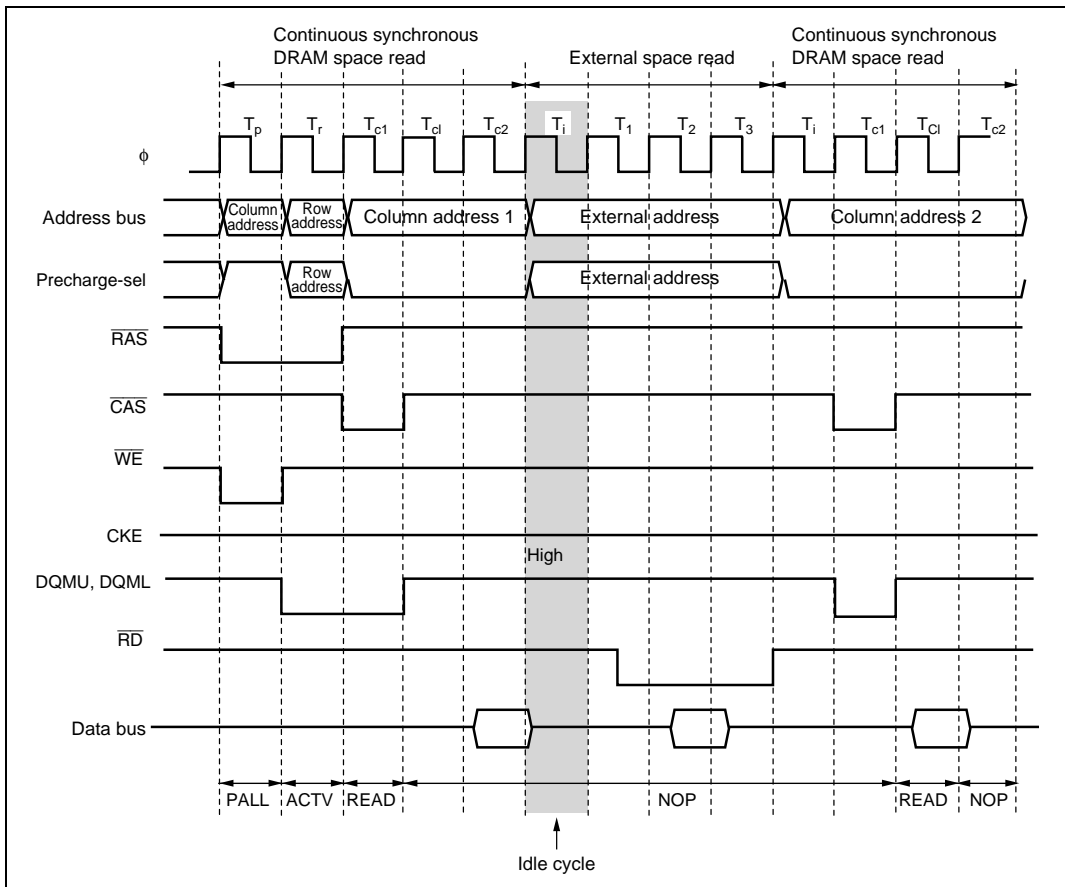 Continuous synchronous
DRAM space read
External space read
Continuous synchronous
DRAM space read
Tp Tr Tc1 Tcl Tc2 Ti T1 T2 T3 Ti Tc1 TCl Tc2
ϕ
Address bus
Column
address
Row
address
Column address 1
External address
Column address 2
Precharge-sel
Row
address
External address
RAS
CAS
WE
CKE
High
DQMU, DQML
RD
Data bus
PALL ACTV READ NOP READ NOP
Idle cycle